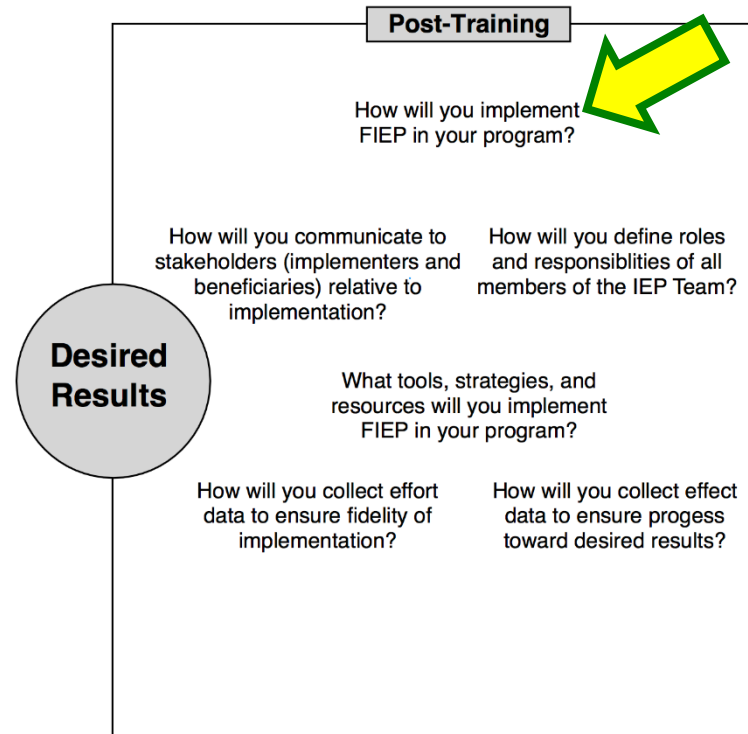 Post-Training
How will you implement
FIEP in your program?
How will you communicate to
stakeholders (implementers and
beneficiaries) relative to
implementation?
How will you define roles
and responsiblities of all
members of the IEP Team?
Desired
Results
What tools, strategies, and
resources will you implement
FIEP in your program?
How will you collect effort
data to ensure fidelity of
implementation?
How will you collect effect
data to ensure progess
toward desired results?